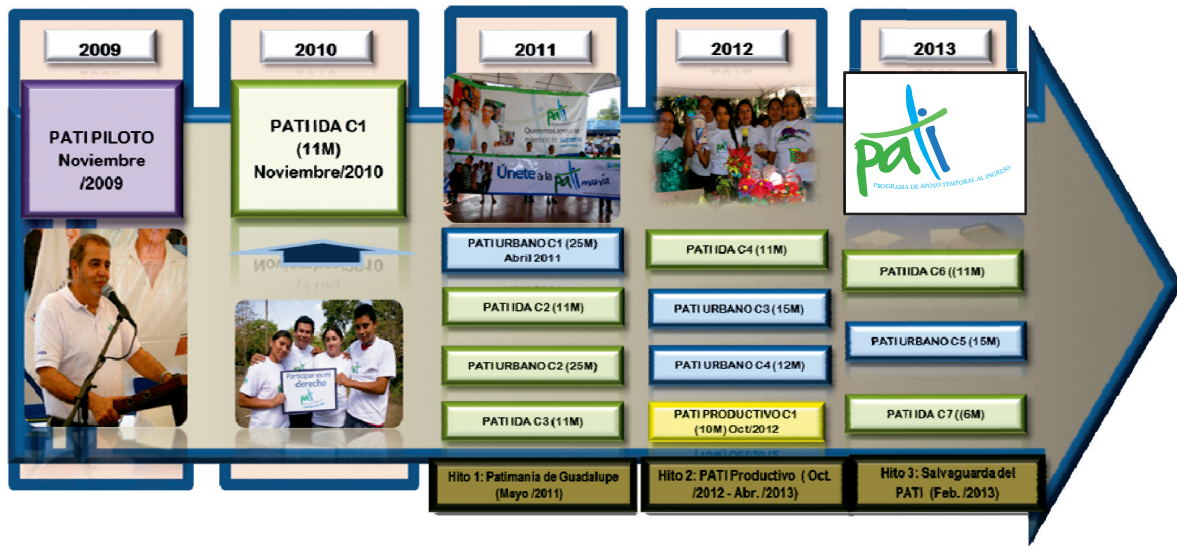 2009
2010
2011
2012
2013
PATI PILOTO
Noviembre
/2009
PATI IDA C1
(11M)
Noviembre/2010
Participar es mi
derecho
pati
Queremos
pati
Únete a la pati manía
PATI URBANO C1 (25M)
Abril 2011
PATI IDA C2 (11M)
PATI URBANO C2 (25M)
PATI IDA C3 (11M)
PATI IDA C4 (11M)
PATI URBANO C3 (15M)
PATI URBANO C4 (12M)
PATI PRODUCTIVO C1
(10M) Oct/2012
pati
PROGRAMA DE APOYO TEMPORAL AL INGRESO
PATI IDA C6 ((11M)
PATI URBANO C5 (15M)
PATI IDA C7 ((6M)
Hito 1: Patimanía de Guadalupe
(Mayo /2011)
Hito 2: PATI Productivo ( Oct.
/2012 - Abr. /2013)
Hito 3: Salvaguarda del
PATI (Feb. /2013)